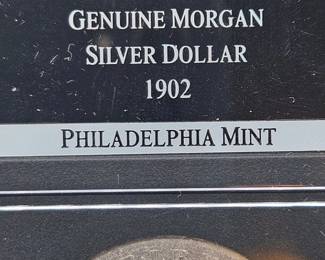 GENUINE MORGAN
SILVER DOLLAR
1902
PHILADELPHIA MINT